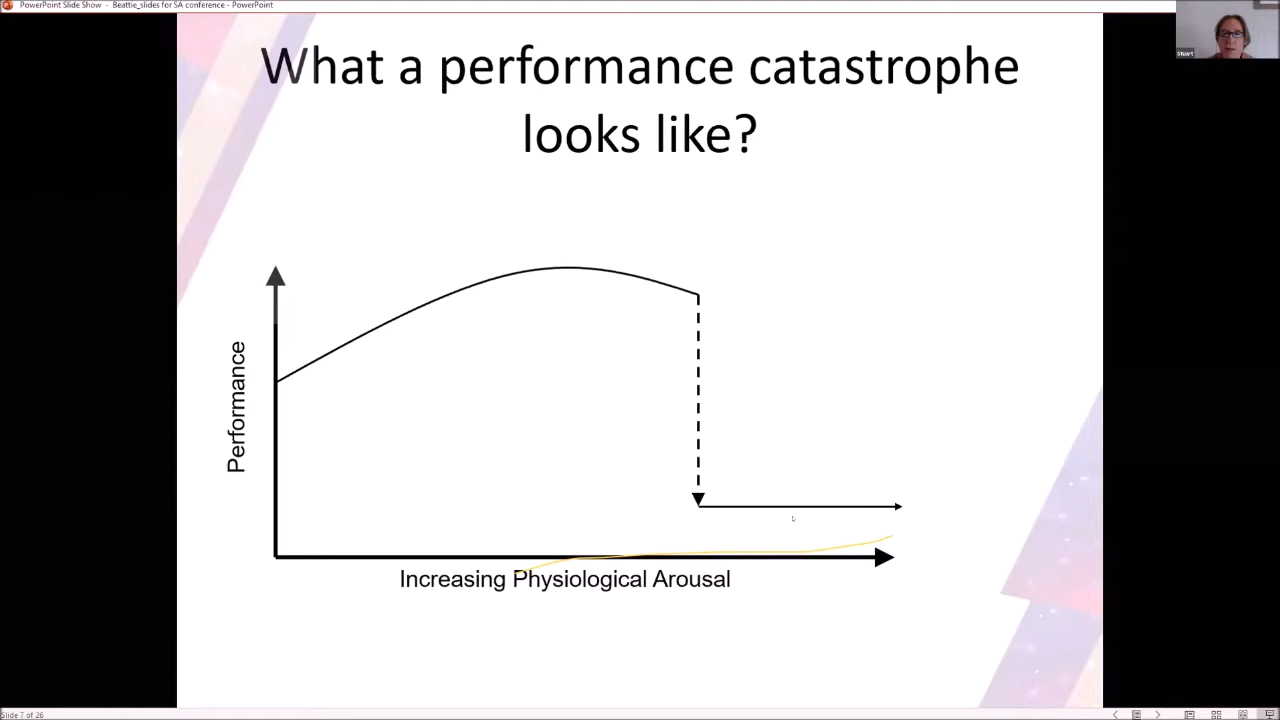 PowerPoint Slide Show - Beattie_slides for SA conference - PowerPoint
Stuart
What a performance catastrophe
looks like?
Performance
Increasing Physiological Arousal
Slide 7 of 26